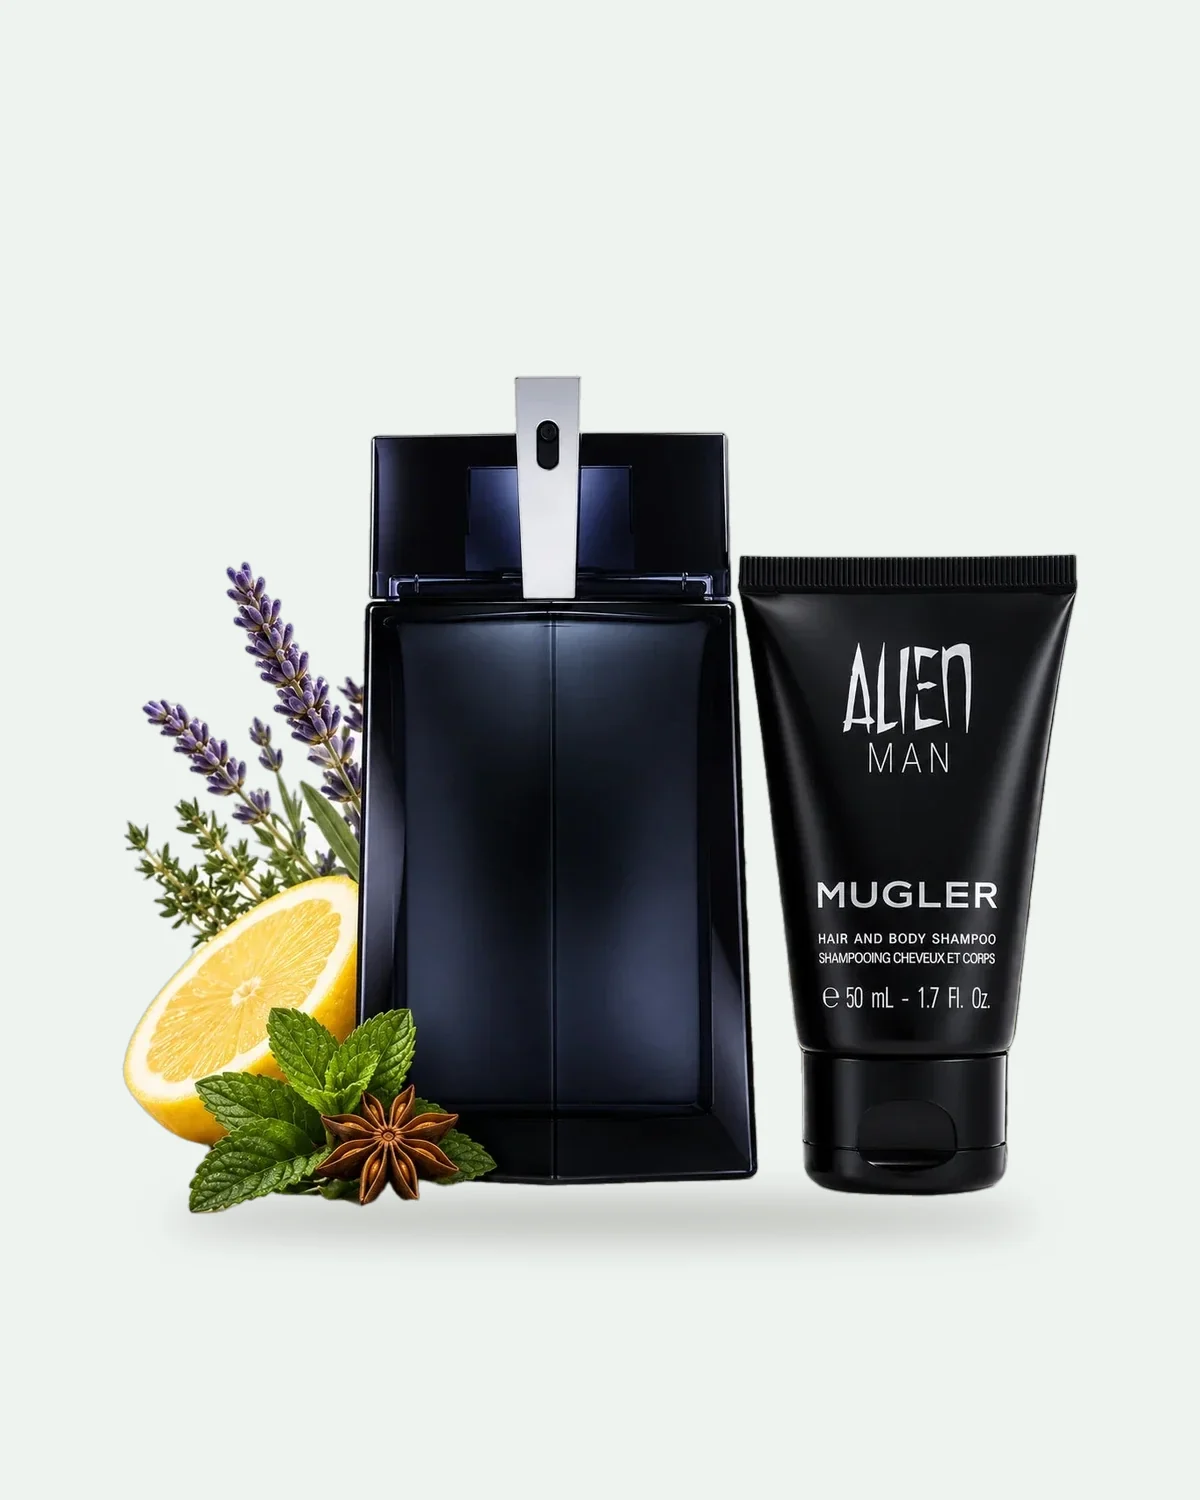 ALIEN
MAN
MUGLER
HAIR AND BODY SHAMPOO
SHAMPOOING CHEVEUX ET CORPS
℮ 50 mL - 1.7 Fl. Oz.